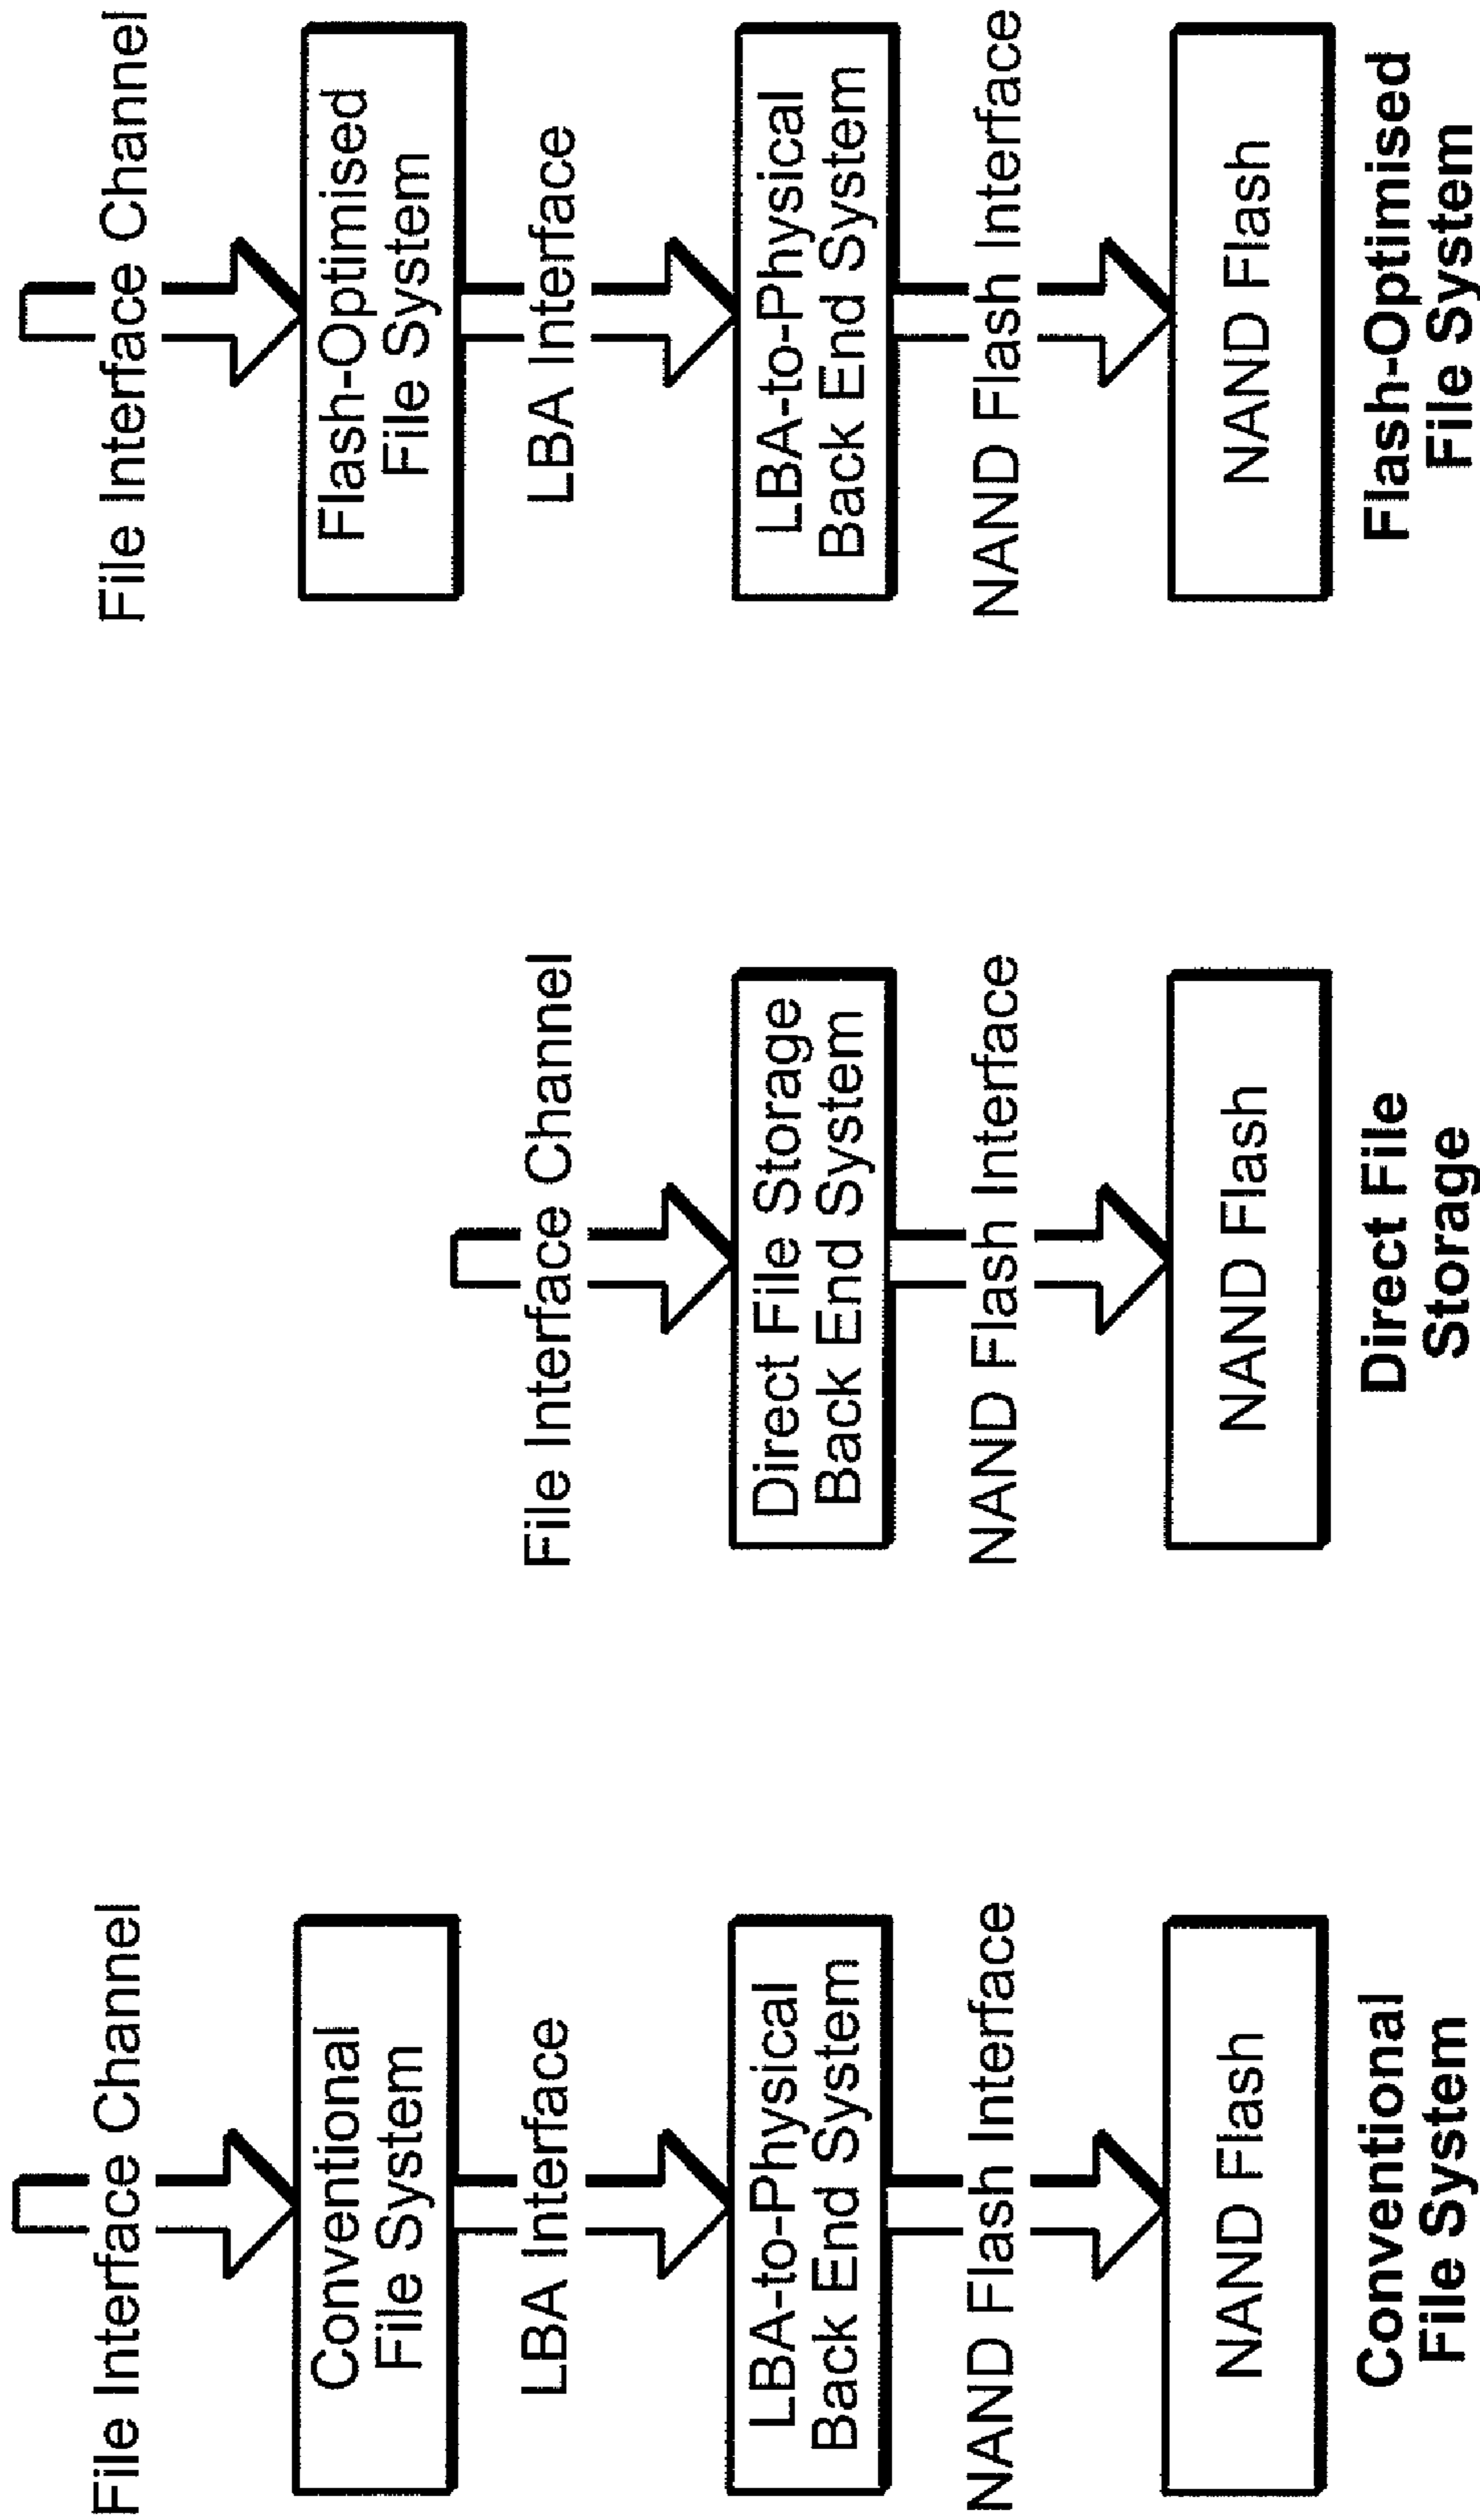 File Interface Channel
Conventional
File System
LBA Interface
LBA-to-Physical
Back End System
NAND Flash Interface
NAND Flash
Conventional
File System
File Interface Channel
Direct File Storage
Back End System
NAND Flash Interface
NAND Flash
Direct File
Storage
File Interface Channel
Flash-Optimised
File System
LBA Interface
LBA-to-Physical
Back End System
NAND Flash Interface
NAND Flash
Flash-Optimised
File System